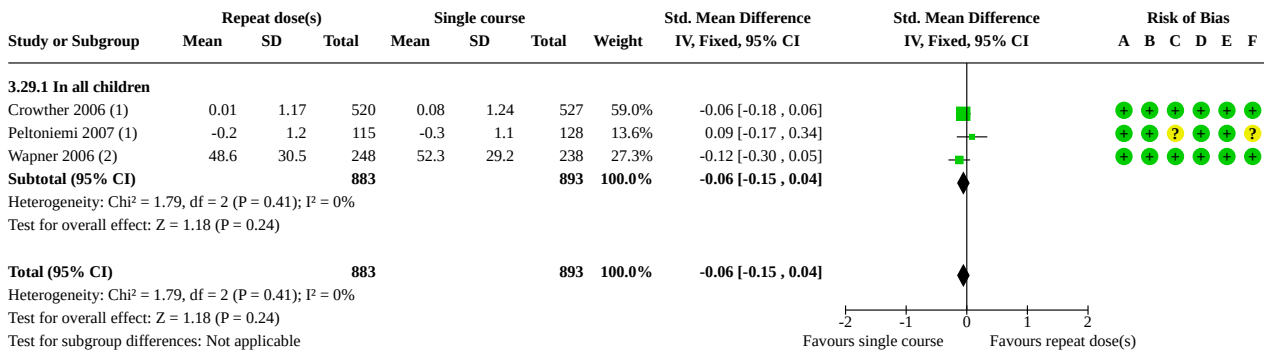 Repeat dose(s) Single course Std. Mean Difference Std. Mean Difference Risk of Bias
Study or Subgroup Mean SD Total Mean SD Total Weight IV, Fixed, 95% CI IV, Fixed, 95% CI A B C D E F
3.29.1 In all children
Crowther 2006 (1) 0.01 1.17 520 0.08 1.24 527 59.0% -0.06 [-0.18 , 0.06] + + + + + +
Peltoniemi 2007 (1) -0.2 1.2 115 -0.3 1.1 128 13.6% 0.09 [-0.17 , 0.34] + + ? + + ?
Wapner 2006 (2) 48.6 30.5 248 52.3 29.2 238 27.3% -0.12 [-0.30 , 0.05] + + + + + +
Subtotal (95% CI) 883 893 100.0% -0.06 [-0.15 , 0.04]
Heterogeneity: Chi² = 1.79, df = 2 (P = 0.41); I² = 0%
Test for overall effect: Z = 1.18 (P = 0.24)
Total (95% CI) 883 893 100.0% -0.06 [-0.15 , 0.04]
Heterogeneity: Chi² = 1.79, df = 2 (P = 0.41); I² = 0%
Test for overall effect: Z = 1.18 (P = 0.24)
-2 -1 0 1 2
Test for subgroup differences: Not applicable Favours single course Favours repeat dose(s)